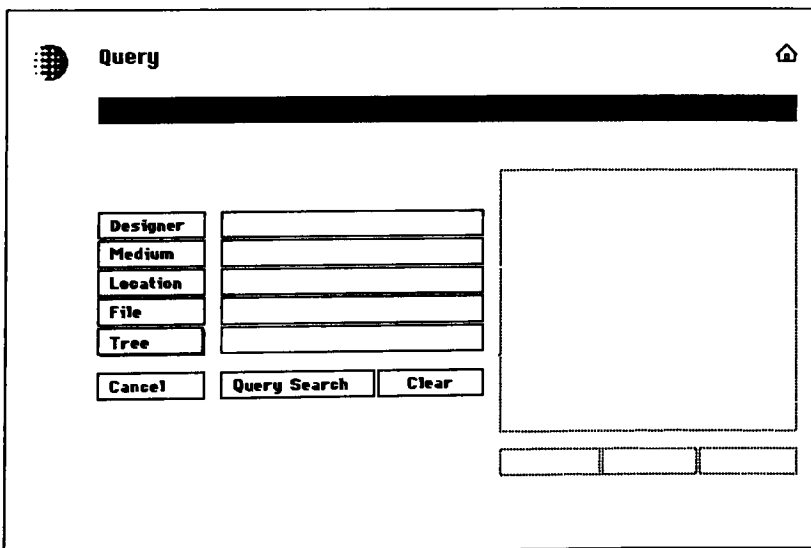 Query
Designer
Medium
Location
File
Tree
Cancel Query Search Clear